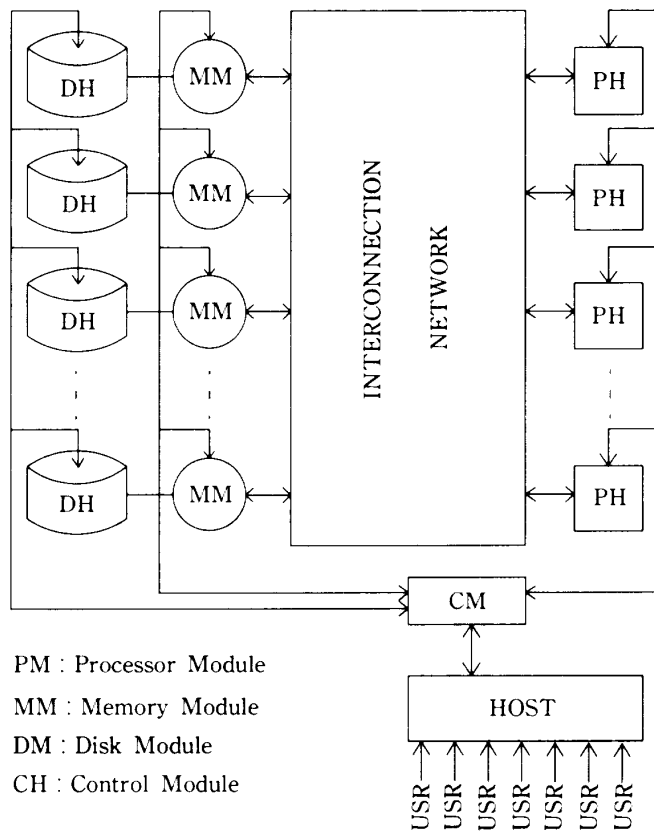 DH MM PH
DH MM PH
DH MM PH
DH MM PH
INTERCONNECTION
NETWORK
CM
HOST
USR USR USR USR USR USR USR
PM : Processor Module
MM : Memory Module
DM : Disk Module
CH : Control Module